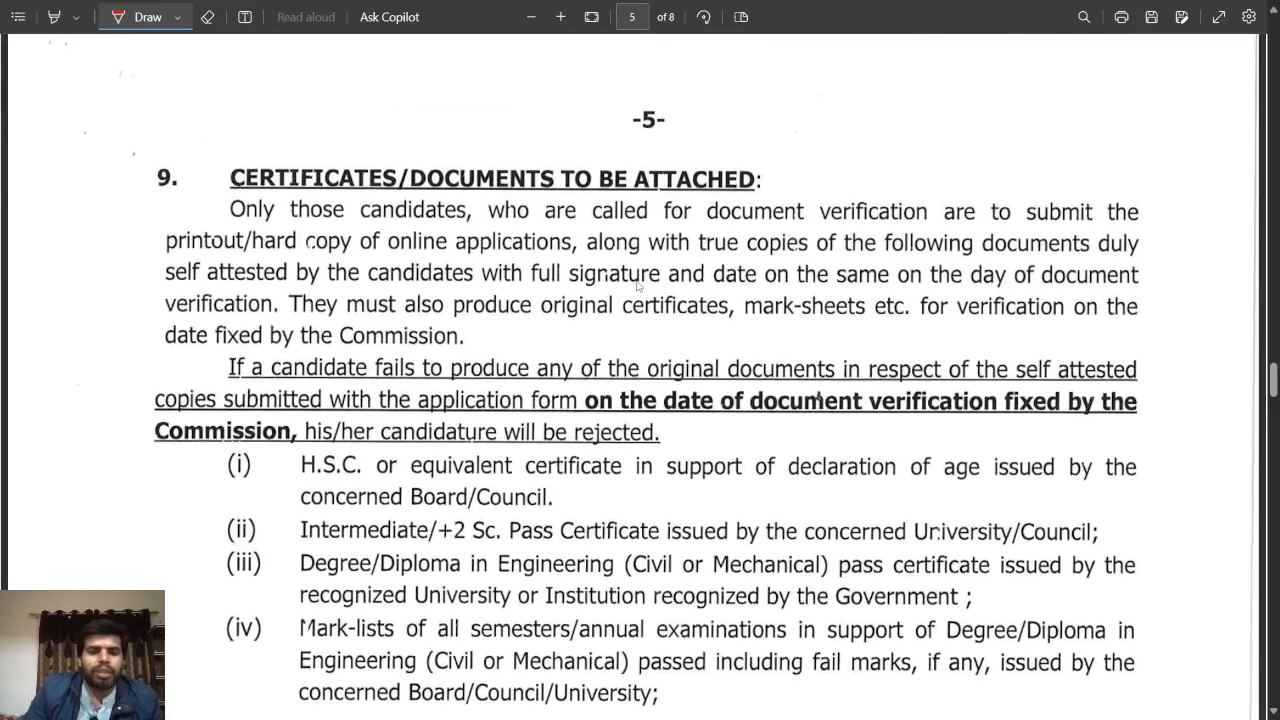 Draw
Read aloud
Ask Copilot
5
of 8
-5-
9. CERTIFICATES/DOCUMENTS TO BE ATTACHED:
Only those candidates, who are called for document verification are to submit the
printout/hard copy of online applications, along with true copies of the following documents duly
self attested by the candidates with full signature and date on the same on the day of document
verification. They must also produce original certificates, mark-sheets etc. for verification on the
date fixed by the Commission.
If a candidate fails to produce any of the original documents in respect of the self attested
copies submitted with the application form on the date of document verification fixed by the
Commission, his/her candidature will be rejected.
(i) H.S.C. or equivalent certificate in support of declaration of age issued by the
concerned Board/Council.
(ii) Intermediate/+2 Sc. Pass Certificate issued by the concerned University/Council;
(iii) Degree/Diploma in Engineering (Civil or Mechanical) pass certificate issued by the
recognized University or Institution recognized by the Government ;
(iv) Mark-lists of all semesters/annual examinations in support of Degree/Diploma in
Engineering (Civil or Mechanical) passed including fail marks, if any, issued by the
concerned Board/Council/University;